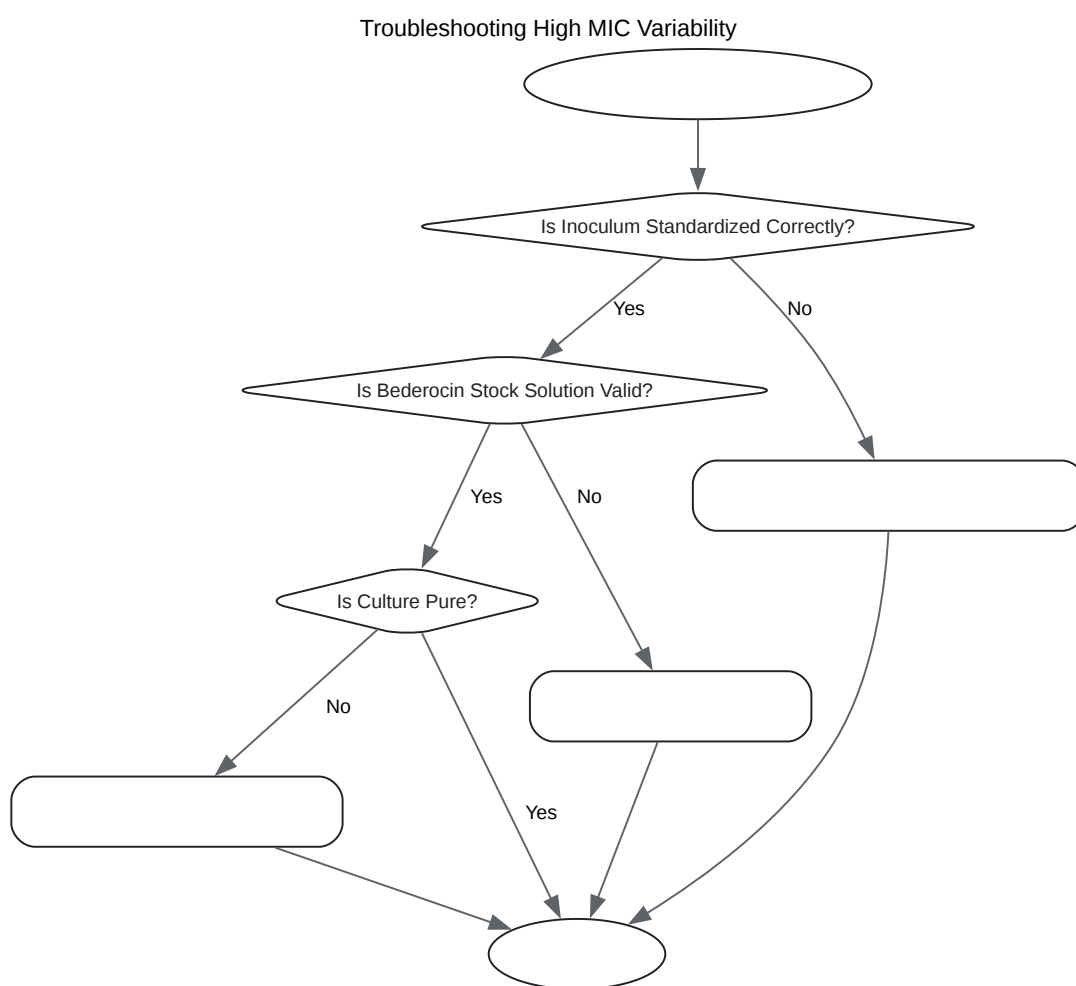 Troubleshooting High MIC Variability
Is Inoculum Standardized Correctly?
Yes
No
Is Bederocin Stock Solution Valid?
Yes
No
Is Culture Pure?
No
Yes